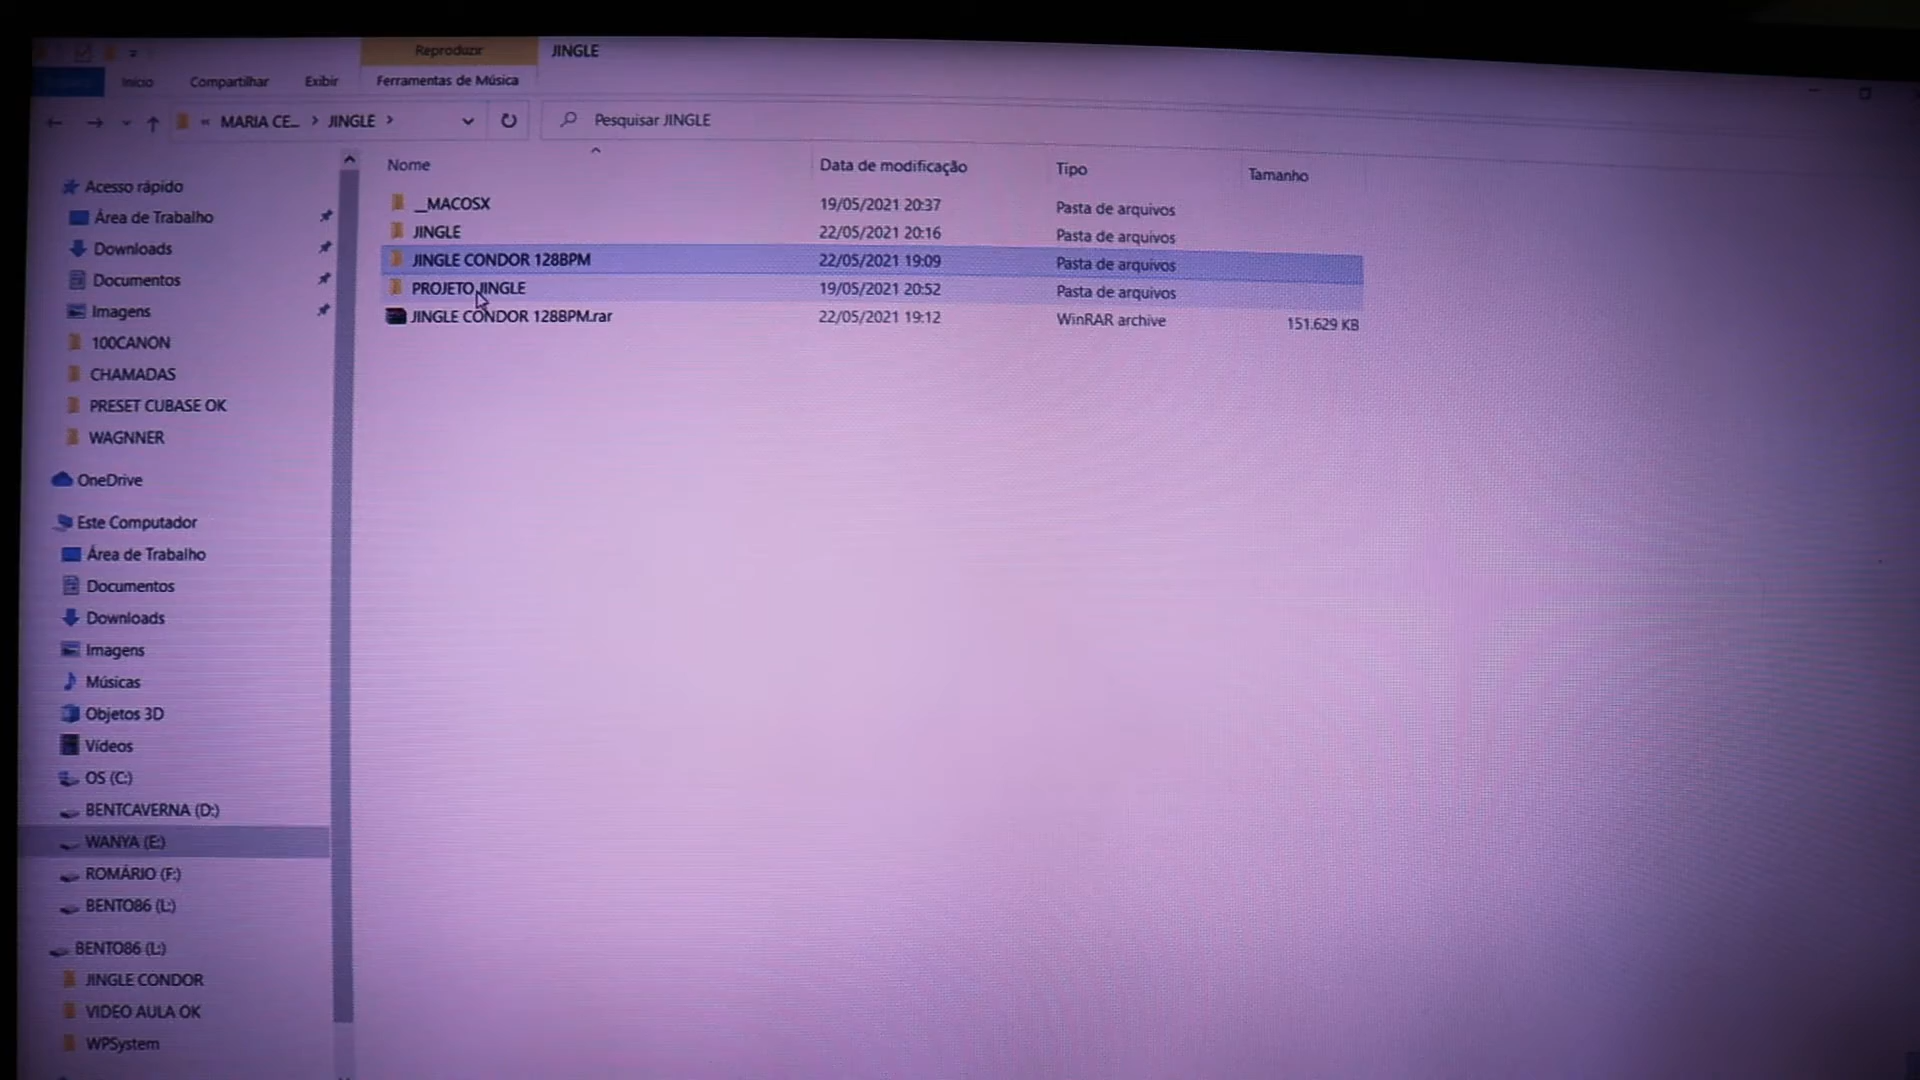 Reproduzir JINGLE
Início Compartilhar Exibir Ferramentas de Música
« MARIA CE... > JINGLE > Pesquisar JINGLE
Nome Data de modificação Tipo Tamanho
__MACOSX 19/05/2021 20:37 Pasta de arquivos
JINGLE 22/05/2021 20:16 Pasta de arquivos
JINGLE CONDOR 128BPM 22/05/2021 19:09 Pasta de arquivos
PROJETO JINGLE 19/05/2021 20:52 Pasta de arquivos
JINGLE CONDOR 128BPM.rar 22/05/2021 19:12 WinRAR archive 151.629 KB
Acesso rápido
Área de Trabalho
Downloads
Documentos
Imagens
100CANON
CHAMADAS
PRESET CUBASE OK
WAGNNER
OneDrive
Este Computador
Área de Trabalho
Documentos
Downloads
Imagens
Músicas
Objetos 3D
Vídeos
OS (C:)
BENTCAVERNA (D:)
WANYA (E:)
ROMÁRIO (F:)
BENTO86 (L:)
BENTO86 (L:)
JINGLE CONDOR
VIDEO AULA OK
WPSystem